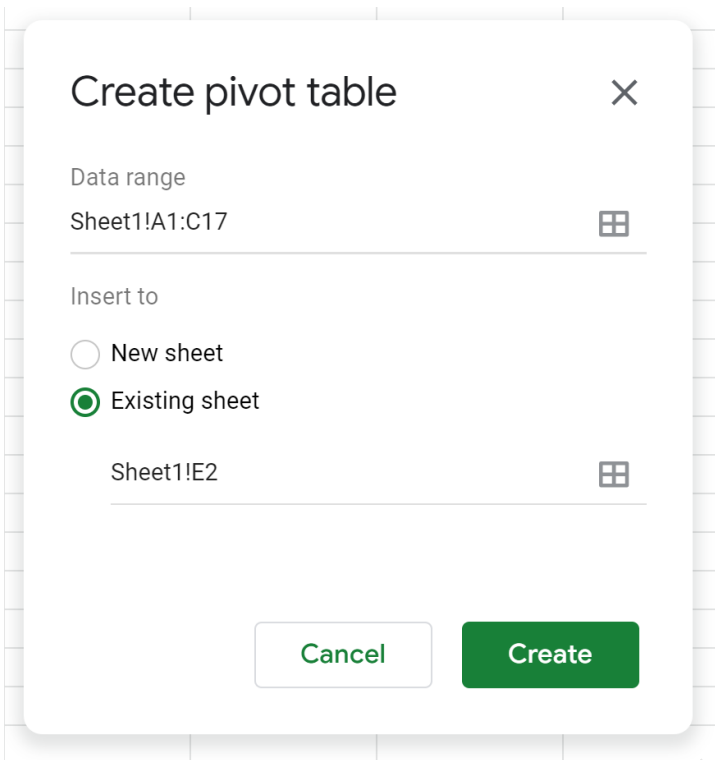 Create pivot table
Data range
Sheet1!A1:C17
Insert to
New sheet
Existing sheet
Sheet1!E2
Cancel Create